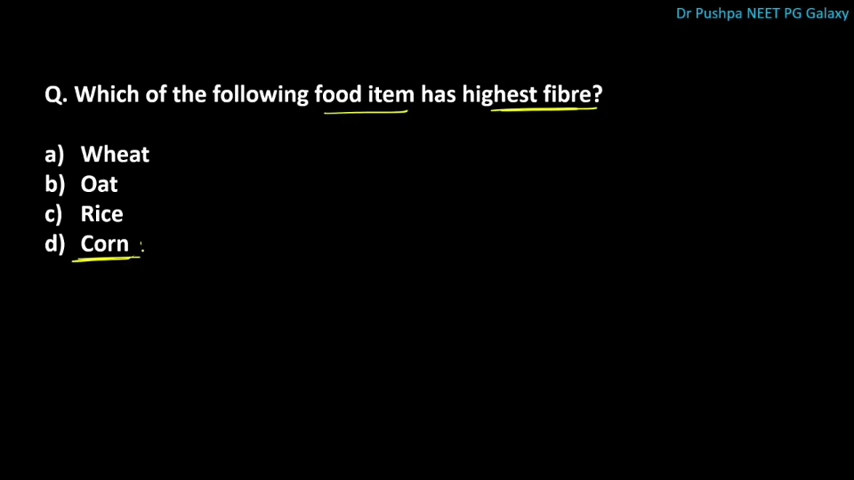 Dr Pushpa NEET PG Galaxy
Q. Which of the following food item has highest fibre?
a) Wheat
b) Oat
c) Rice
d) Corn